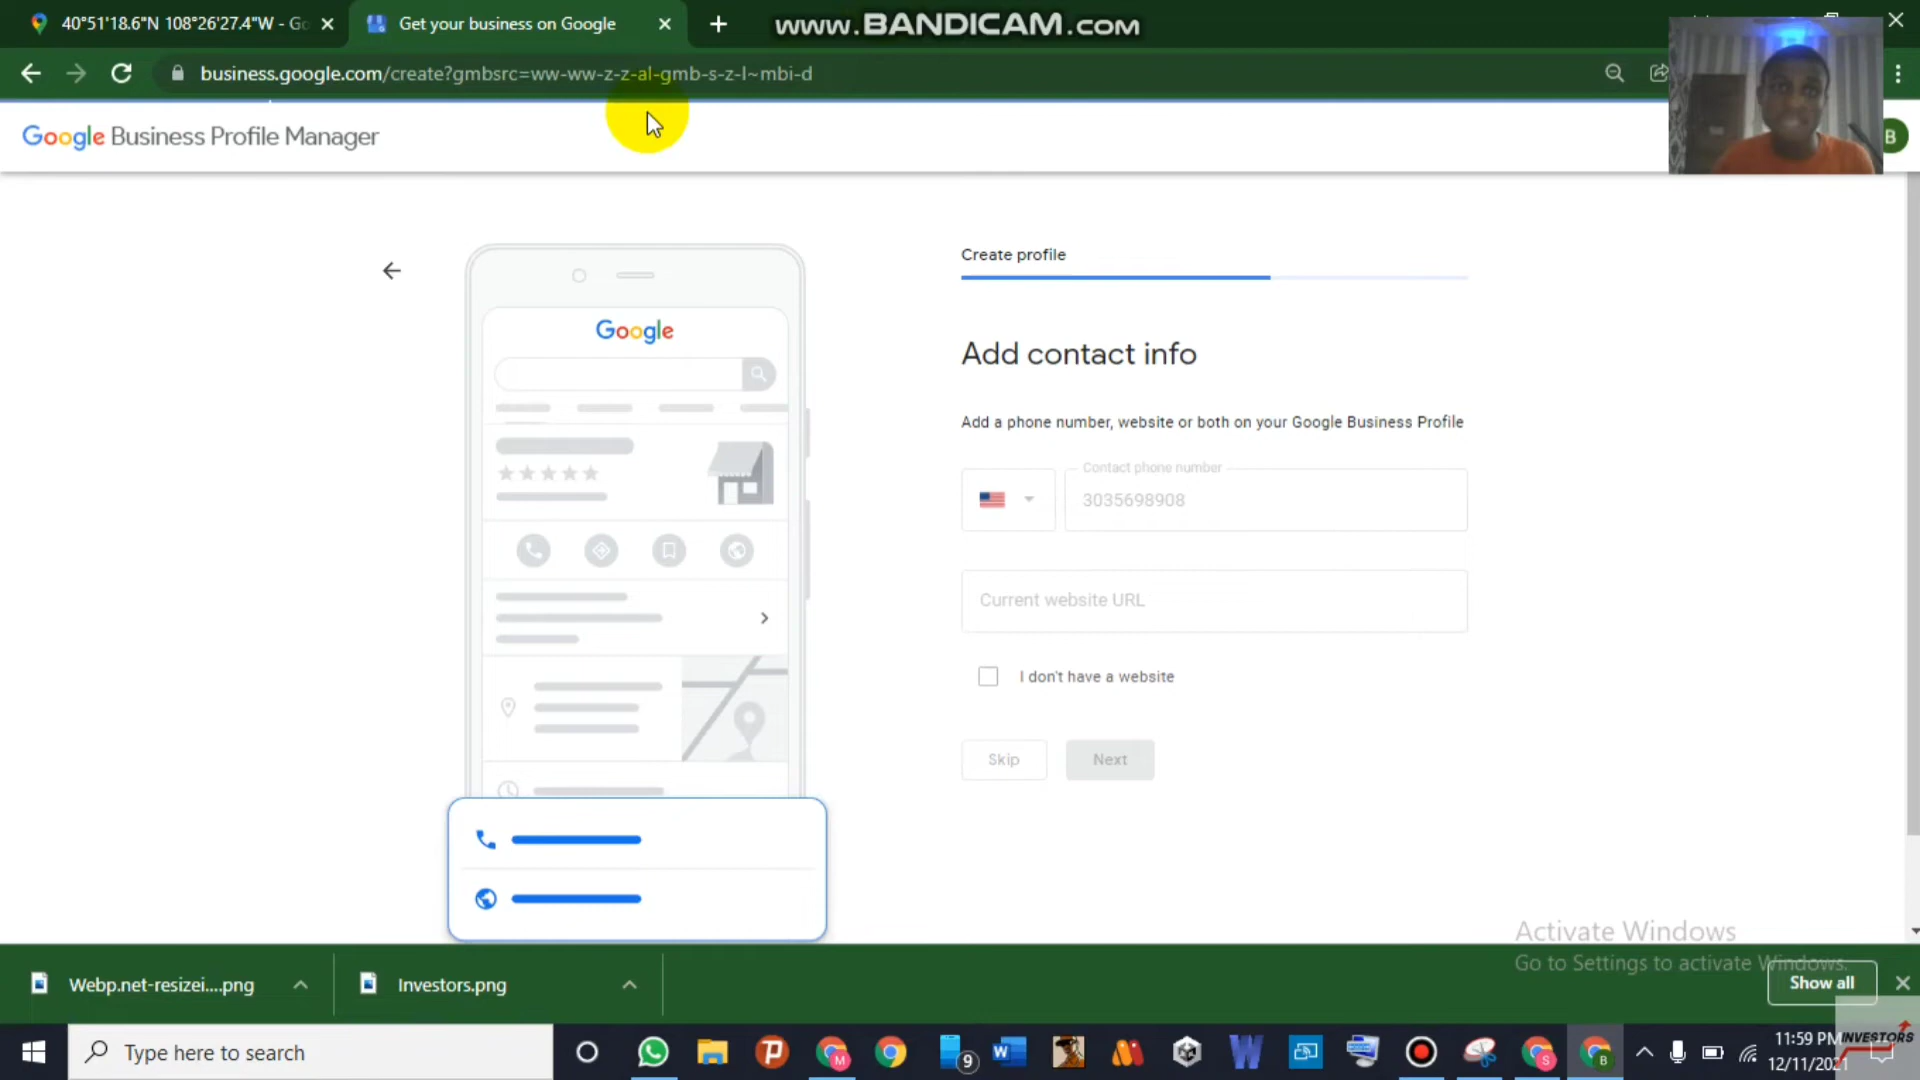 40°51'18.6"N 108°26'27.4"W - Go
Get your business on Google
www.BANDICAM.com
business.google.com/create?gmbsrc=ww-ww-z-z-al-gmb-s-z-l~mbi-d
Google Business Profile Manager
B
Create profile
Google
Add contact info
Add a phone number, website or both on your Google Business Profile
Contact phone number
3035698908
Current website URL
I don't have a website
Skip
Next
Activate Windows
Go to Settings to activate Windows.
Webp.net-resizei....png
Investors.png
Show all
Type here to search
9
W
M
S
B
11:59 PM
12/11/2021
INVESTORS